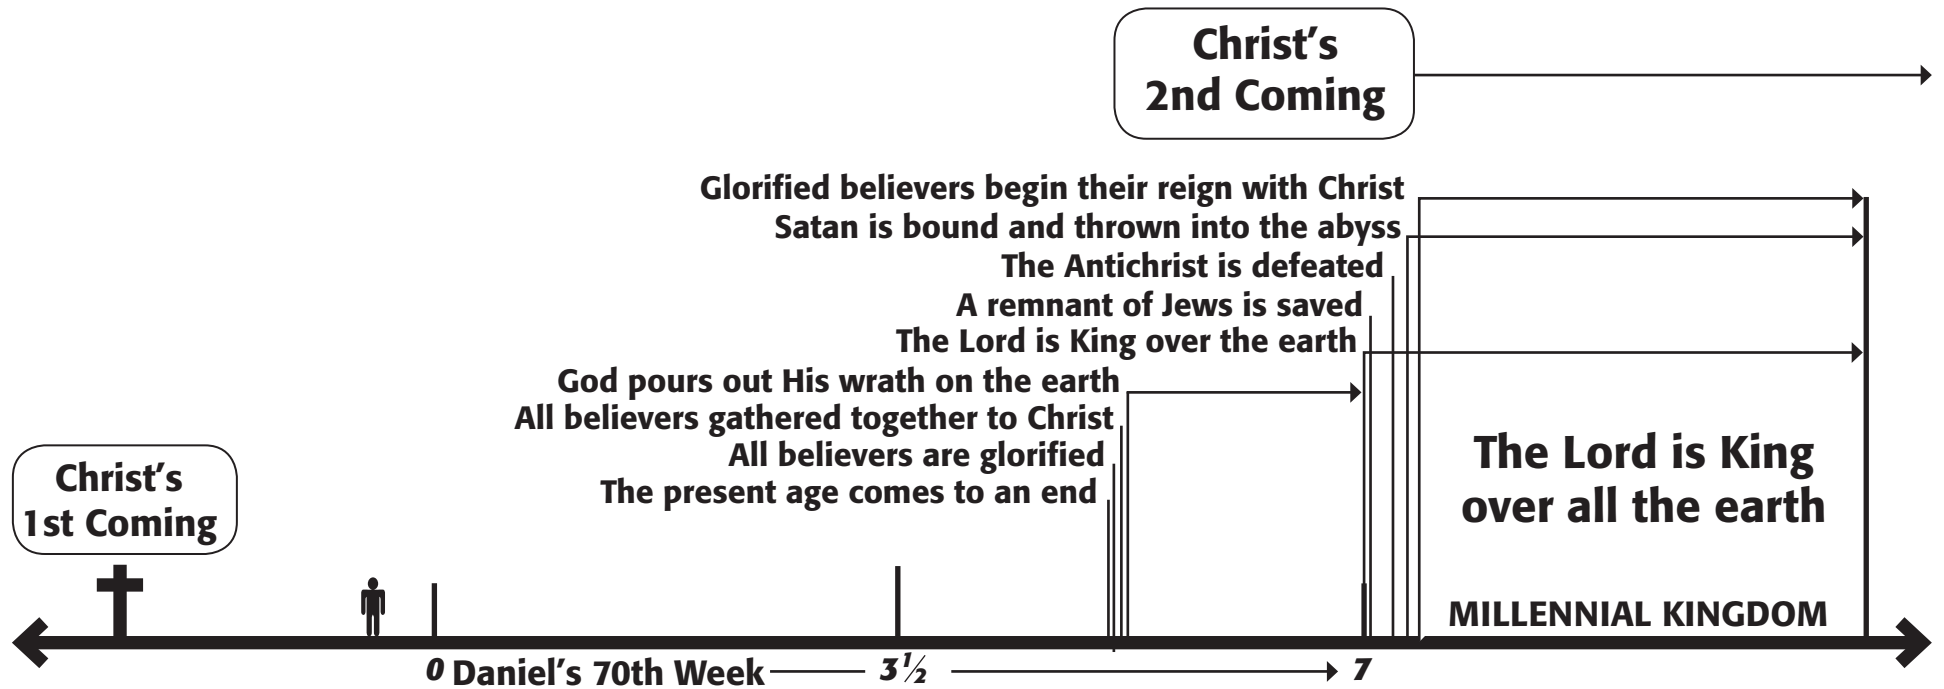 Christ's
2nd Coming
Glorified believers begin their reign with Christ
Satan is bound and thrown into the abyss
The Antichrist is defeated
A remnant of Jews is saved
The Lord is King over the earth
God pours out His wrath on the earth
All believers gathered together to Christ
All believers are glorified
The present age comes to an end
Christ's
1st Coming
The Lord is King
over all the earth
MILLENNIAL KINGDOM
0 Daniel's 70th Week 3 ½ 7